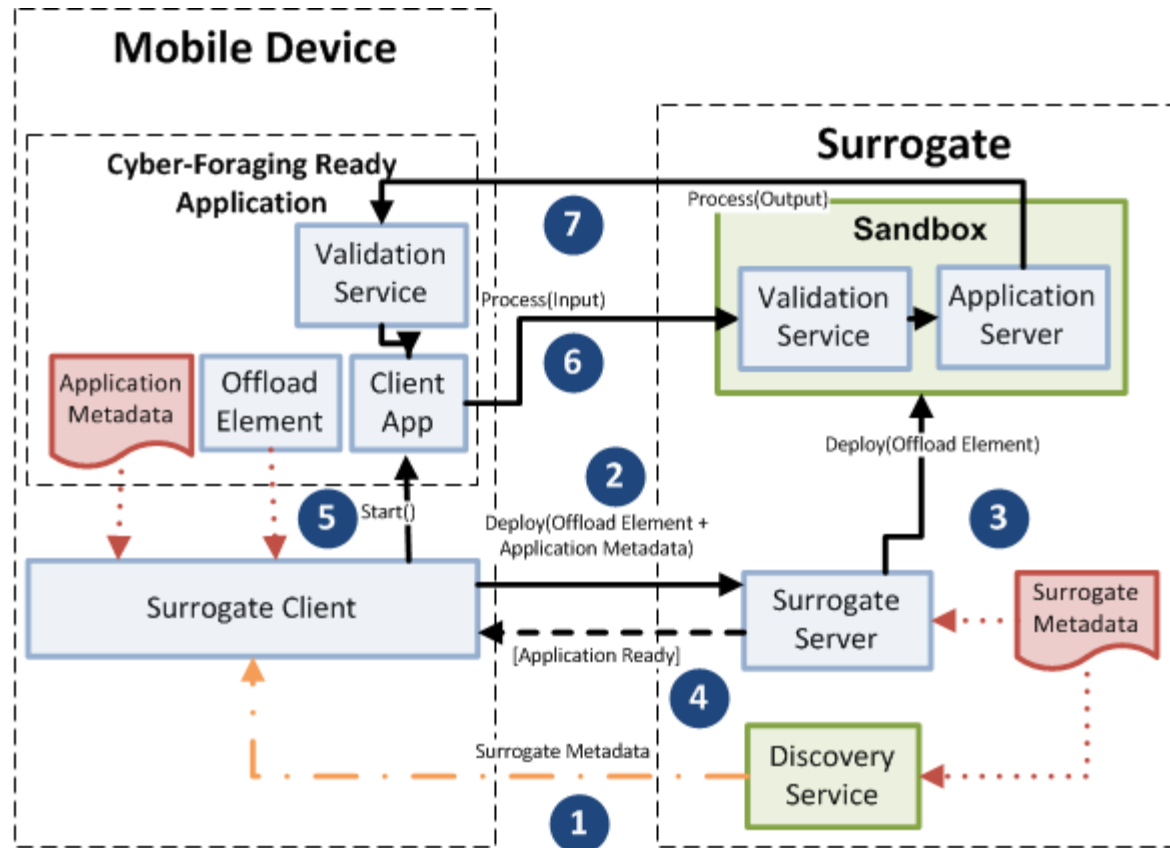 Mobile Device
Cyber-Foraging Ready
Application
Validation
Service
Application
Metadata
Offload
Element
Client
App
5
Start()
Surrogate Client
7
Process(Input)
6
2
Deploy(Offload Element +
Application Metadata)
[Application Ready]
4
Surrogate Metadata
1
Surrogate
Process(Output)
Sandbox
Validation
Service
Application
Server
Deploy(Offload Element)
3
Surrogate
Server
Surrogate
Metadata
Discovery
Service